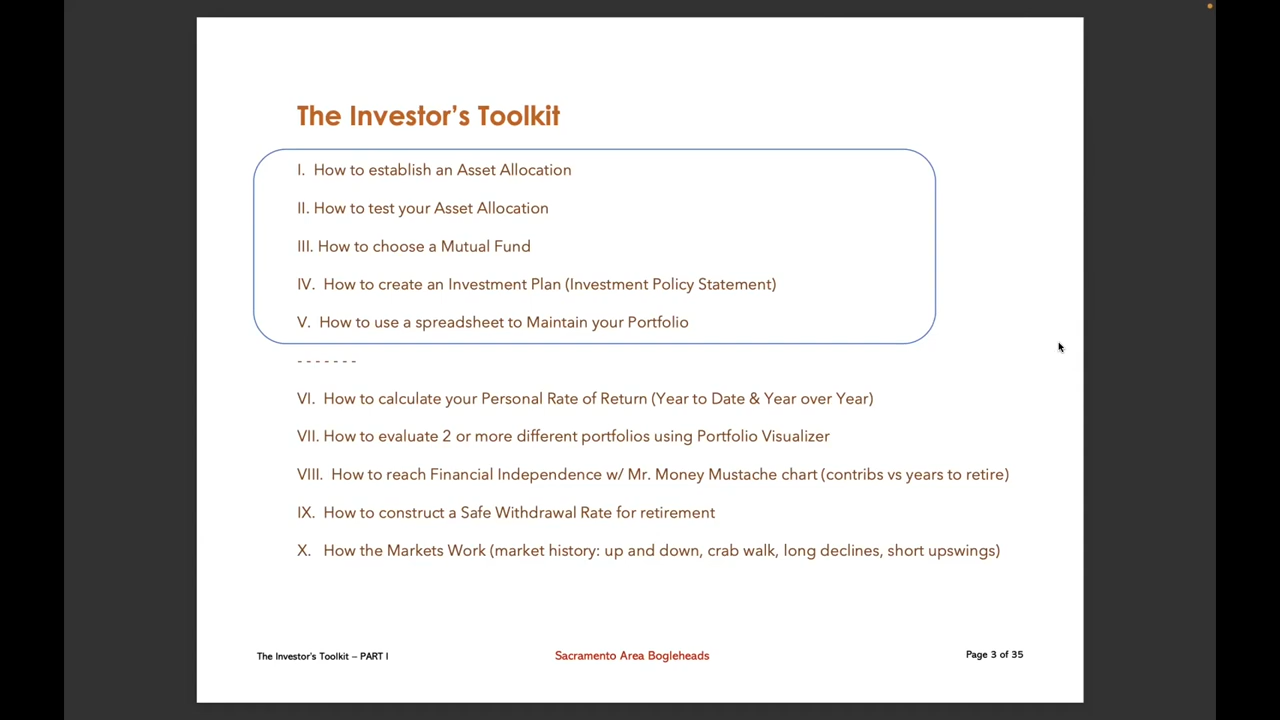 The Investor's Toolkit
I. How to establish an Asset Allocation
II. How to test your Asset Allocation
III. How to choose a Mutual Fund
IV. How to create an Investment Plan (Investment Policy Statement)
V. How to use a spreadsheet to Maintain your Portfolio
- - - - - - -
VI. How to calculate your Personal Rate of Return (Year to Date & Year over Year)
VII. How to evaluate 2 or more different portfolios using Portfolio Visualizer
VIII. How to reach Financial Independence w/ Mr. Money Mustache chart (contribs vs years to retire)
IX. How to construct a Safe Withdrawal Rate for retirement
X. How the Markets Work (market history: up and down, crab walk, long declines, short upswings)
The Investor's Toolkit – PART I
Sacramento Area Bogleheads
Page 3 of 35